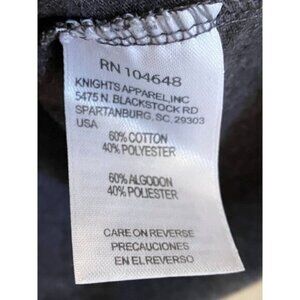 RN 104648
KNIGHTS APPAREL,INC
5475 N. BLACKSTOCK RD
SPARTANBURG, SC, 29303
USA
60% COTTON
40% POLYESTER
60% ALGODON
40% POLIESTER
CARE ON REVERSE
PRECAUCIONES
EN EL REVERSO